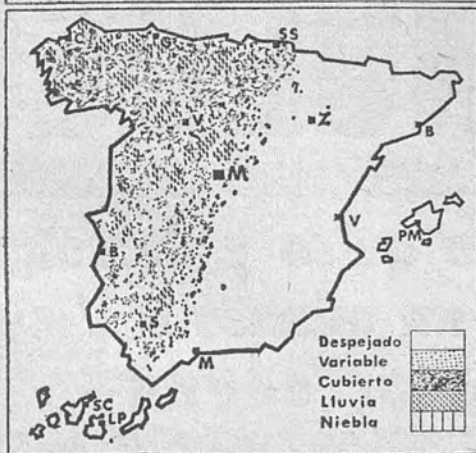 C
G
SS
V
Z
B
M
V
PM
B
S
M
SC
LP
Despejado
Variable
Cubierto
Lluvia
Niebla